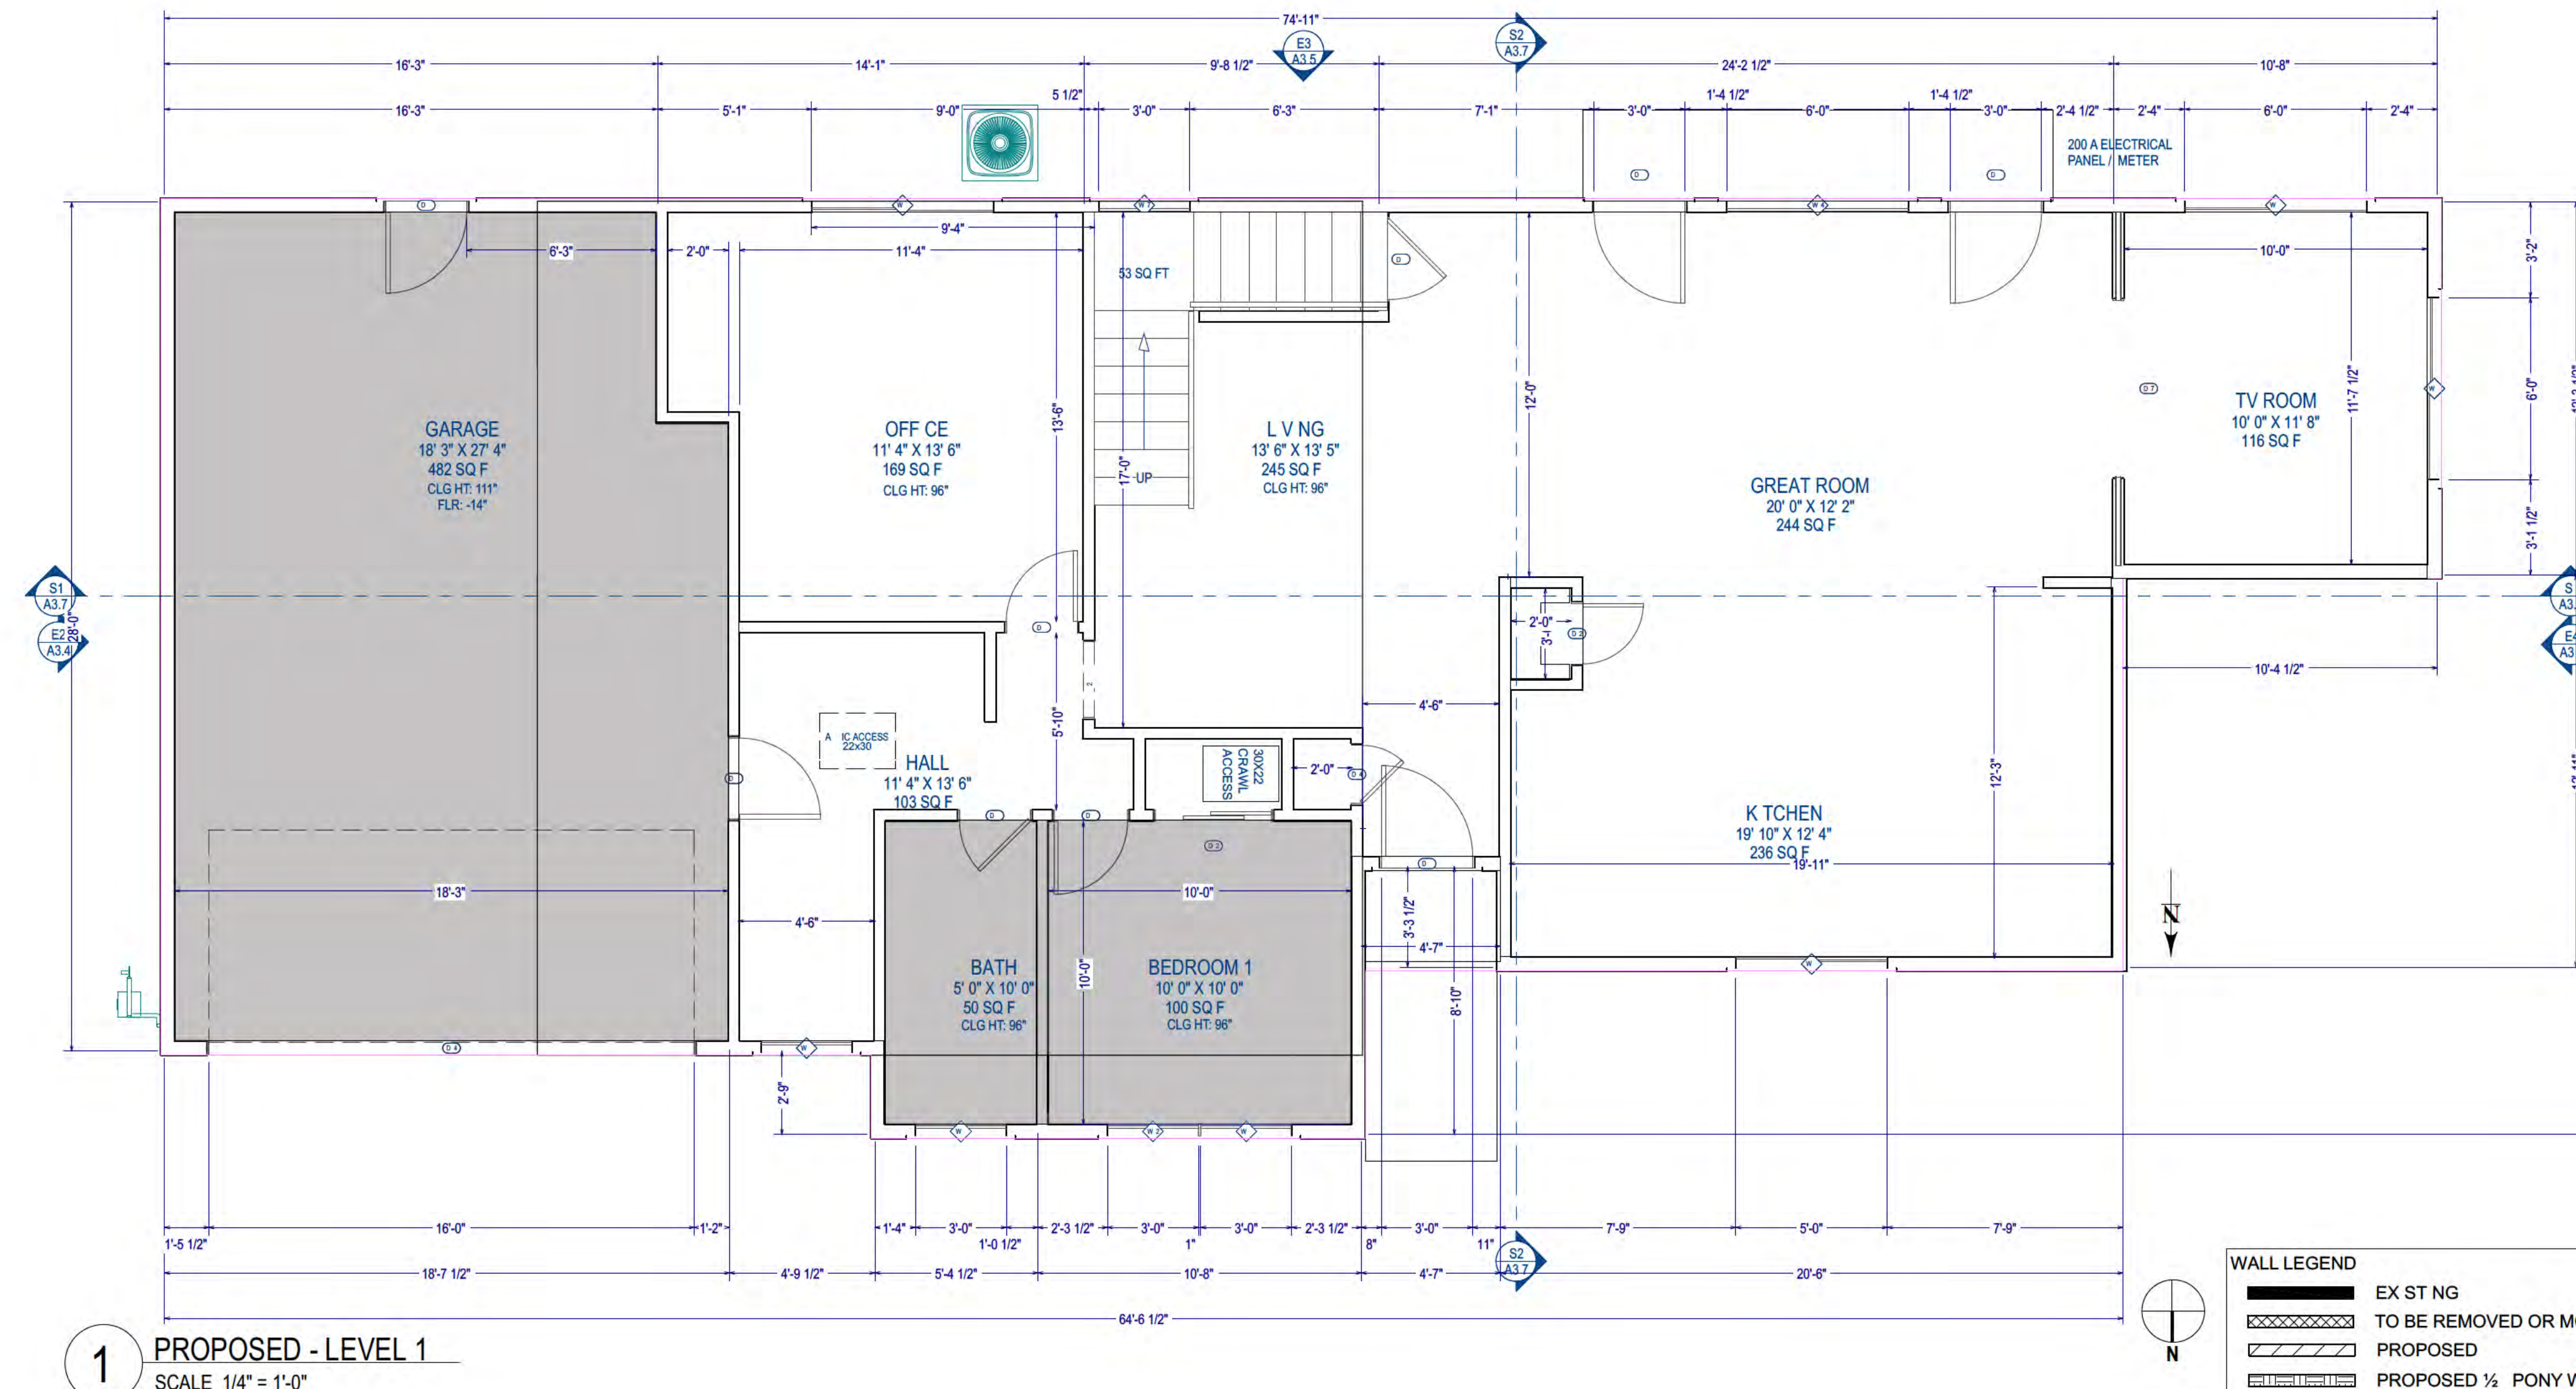 74'-11"
E3
A3.5
S2
A3.7
16'-3"
14'-1"
9'-8 1/2"
24'-2 1/2"
10'-8"
16'-3"
5'-1"
9'-0"
5 1/2"
3'-0"
6'-3"
7'-1"
3'-0"
1'-4 1/2"
6'-0"
1'-4 1/2"
3'-0"
2'-4 1/2"
2'-4"
6'-0"
2'-4"
200 A ELECTRICAL
PANEL / METER
D
D
D
W
W
W
9'-4"
6'-3"
2'-0"
11'-4"
53 SQ FT
D
10'-0"
3'-2"
GARAGE
18' 3" X 27' 4"
482 SQ F
CLG HT: 111"
FLR: -14"
OFF CE
11' 4" X 13' 6"
169 SQ F
CLG HT: 96"
13'-6"
17'-0"
UP
L V NG
13' 6" X 13' 5"
245 SQ F
CLG HT: 96"
12'-0"
GREAT ROOM
20' 0" X 12' 2"
244 SQ F
D 7
TV ROOM
10' 0" X 11' 8"
116 SQ F
11'-7 1/2"
6'-0"
W
3'-1 1/2"
S1
A3.7
E2
A3.4
28'-0"
D
2'-0"
D 2
10'-4 1/2"
5'-10"
2
4'-6"
A IC ACCESS
22x30
HALL
11' 4" X 13' 6"
103 SQ F
D
30X22
CRAWL
ACCESS
2'-0"
D 4
12'-3"
K TCHEN
19' 10" X 12' 4"
236 SQ F
19'-11"
D
D
D 2
D
18'-3"
4'-6"
10'-0"
10'-0"
3'-3 1/2"
4'-7"
8'-10"
N
BATH
5' 0" X 10' 0"
50 SQ F
CLG HT: 96"
BEDROOM 1
10' 0" X 10' 0"
100 SQ F
CLG HT: 96"
W
D 4
W
2'-9"
W
W 2
W
16'-0"
1'-2"
1'-4"
3'-0"
2'-3 1/2"
3'-0"
3'-0"
2'-3 1/2"
3'-0"
7'-9"
5'-0"
7'-9"
1'-5 1/2"
1'-0 1/2"
1"
8"
11"
S2
A3.7
18'-7 1/2"
4'-9 1/2"
5'-4 1/2"
10'-8"
4'-7"
20'-6"
64'-6 1/2"
1
PROPOSED - LEVEL 1
SCALE 1/4" = 1'-0"
N
WALL LEGEND
EX ST NG
TO BE REMOVED OR
PROPOSED
PROPOSED ½ PONY